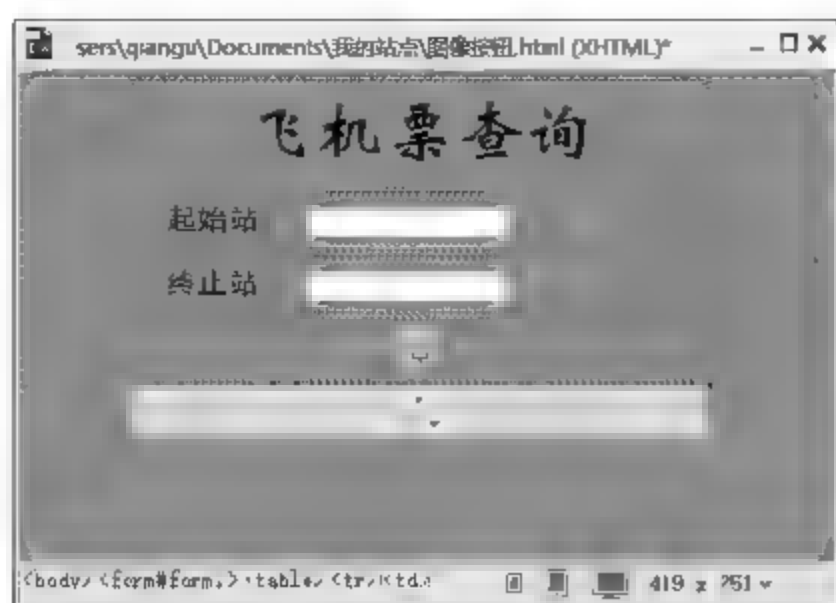 sers\qiangu\Documents\我的站点\图像按钮.html (XHTML)*
飞机票查询
起始站
终止站
<body> <form#form.> <table> <tr> <td>
419 x 251